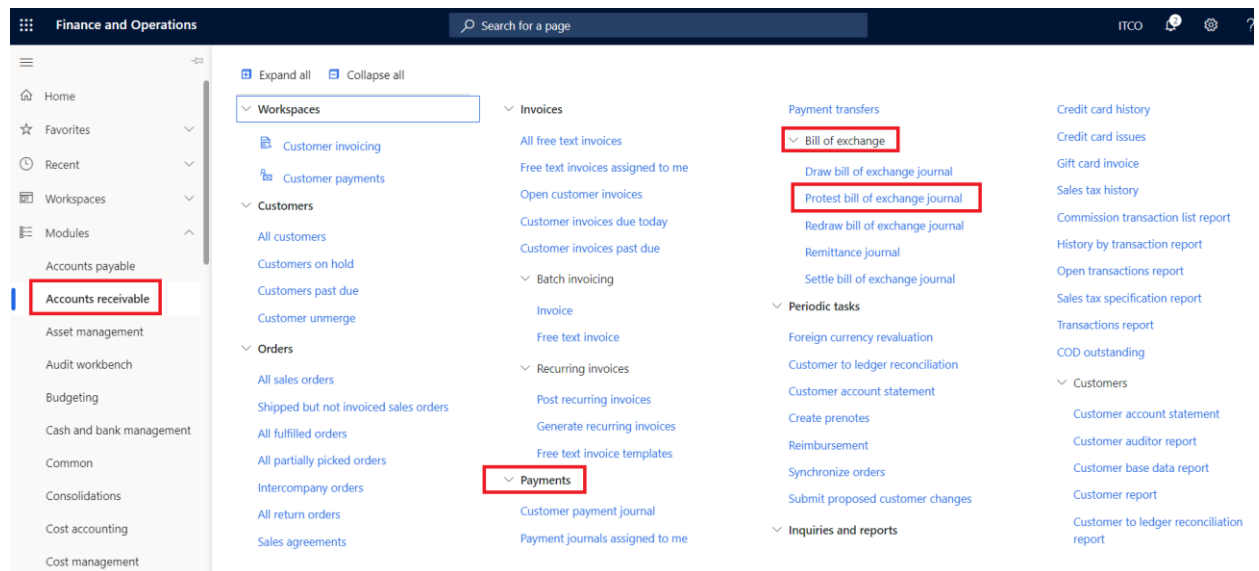 Finance and Operations
Search for a page
ITCO
2
?
Home
Favorites
Recent
Workspaces
Modules
Accounts payable
Accounts receivable
Asset management
Audit workbench
Budgeting
Cash and bank management
Common
Consolidations
Cost accounting
Cost management
Expand all
Collapse all
Workspaces
Customer invoicing
Customer payments
Customers
All customers
Customers on hold
Customers past due
Customer unmerge
Orders
All sales orders
Shipped but not invoiced sales orders
All fulfilled orders
All partially picked orders
Intercompany orders
All return orders
Sales agreements
Invoices
All free text invoices
Free text invoices assigned to me
Open customer invoices
Customer invoices due today
Customer invoices past due
Batch invoicing
Invoice
Free text invoice
Recurring invoices
Post recurring invoices
Generate recurring invoices
Free text invoice templates
Payments
Customer payment journal
Payment journals assigned to me
Payment transfers
Bill of exchange
Draw bill of exchange journal
Protest bill of exchange journal
Redraw bill of exchange journal
Remittance journal
Settle bill of exchange journal
Periodic tasks
Foreign currency revaluation
Customer to ledger reconciliation
Customer account statement
Create prenotes
Reimbursement
Synchronize orders
Submit proposed customer changes
Inquiries and reports
Credit card history
Credit card issues
Gift card invoice
Sales tax history
Commission transaction list report
History by transaction report
Open transactions report
Sales tax specification report
Transactions report
COD outstanding
Customers
Customer account statement
Customer auditor report
Customer base data report
Customer report
Customer to ledger reconciliation
report